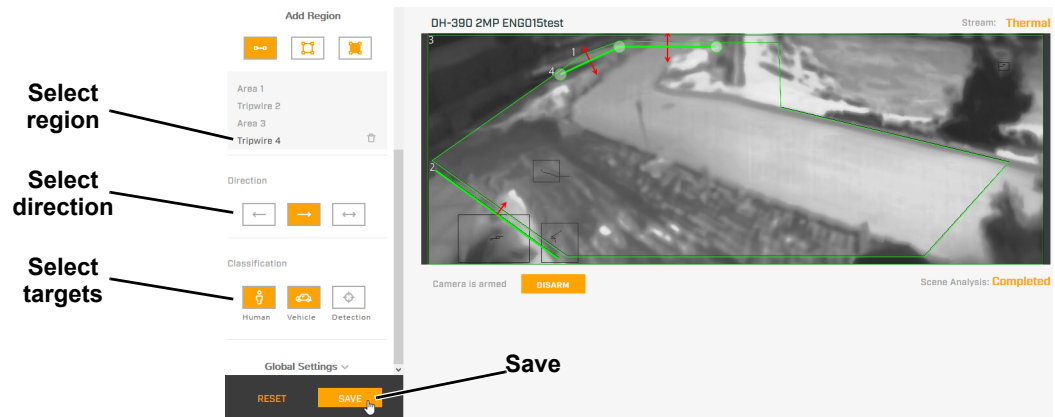 Add Region
Area 1
Tripwire 2
Area 3
Tripwire 4
Select
region
Direction
Select
direction
Classification
Select
targets
Human Vehicle Detection
Global Settings
RESET SAVE
Save
DH-390 2MP ENG015test
Stream: Thermal
3
1
4
2
Camera is armed DISARM
Scene Analysis: Completed